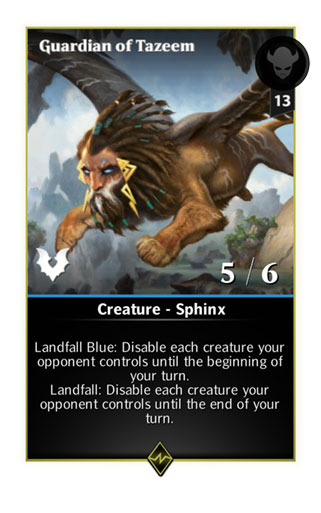 Guardian of Tazeem
13
5 / 6
Creature - Sphinx
Landfall Blue: Disable each creature your
opponent controls until the beginning of
your turn.
Landfall: Disable each creature your
opponent controls until the end of your
turn.